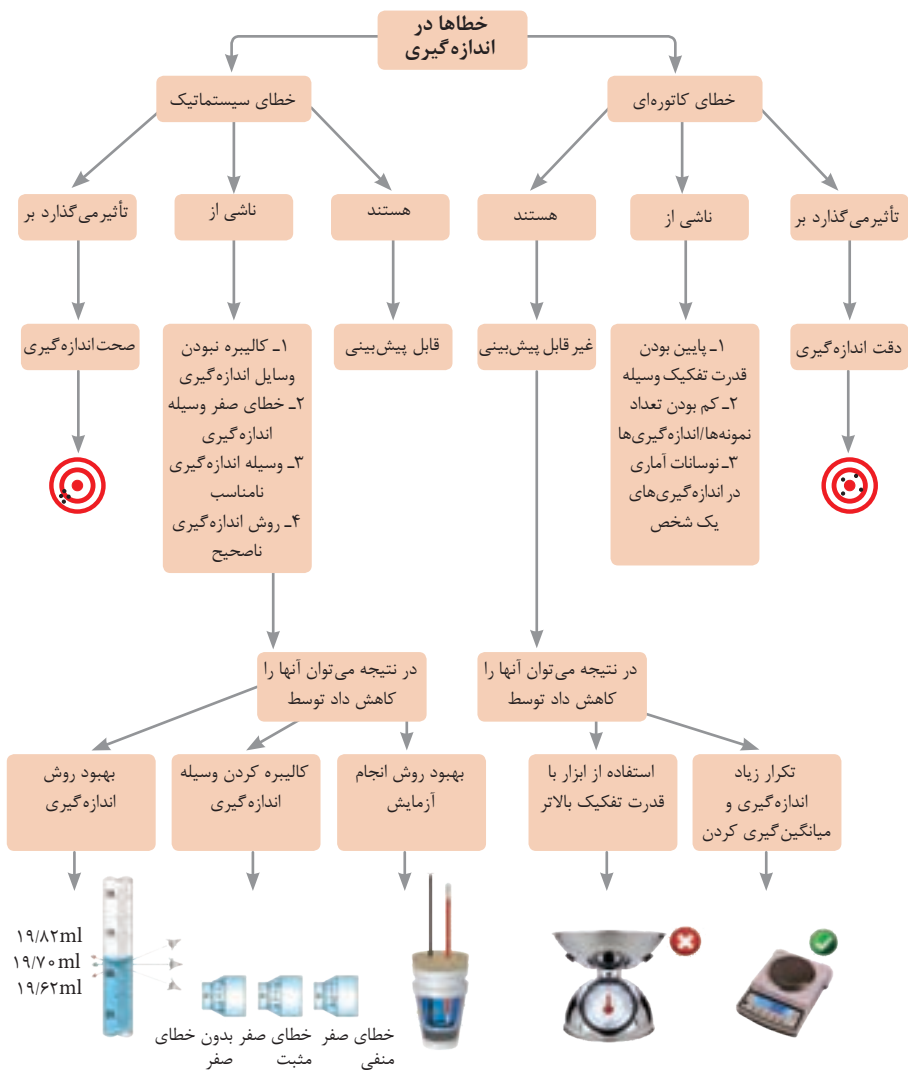 خطاها در
اندازه‌گیری
خطای کاتوره‌ای
خطای سیستماتیک
تأثیرمی‌گذارد بر
ناشی از
هستند
هستند
ناشی از
تأثیرمی‌گذارد بر
دقت اندازه‌گیری
۱ـ پایین بودن
قدرت تفکیک وسیله
۲ـ کم بودن تعداد
نمونه‌ها/اندازه‌گیری‌ها
۳ـ نوسانات آماری
در اندازه‌گیری‌های
یک شخص
غیر قابل پیش‌بینی
قابل پیش‌بینی
۱ـ کالیبره نبودن
وسایل اندازه‌گیری
۲ـ خطای صفر وسیله
اندازه‌گیری
۳ـ وسیله اندازه‌گیری
نامناسب
۴ـ روش اندازه‌گیری
ناصحیح
صحت اندازه‌گیری
در نتیجه می‌توان آنها را
کاهش داد توسط
در نتیجه می‌توان آنها را
کاهش داد توسط
تکرار زیاد
اندازه‌گیری و
میانگین‌گیری کردن
استفاده از ابزار با
قدرت تفکیک بالاتر
بهبود روش انجام
آزمایش
کالیبره کردن وسیله
اندازه‌گیری
بهبود روش
اندازه‌گیری
خطای صفر
منفی
خطای صفر
مثبت
بدون خطای
صفر
۱۹/۸۲ml
۱۹/۷۰ml
۱۹/۶۲ml